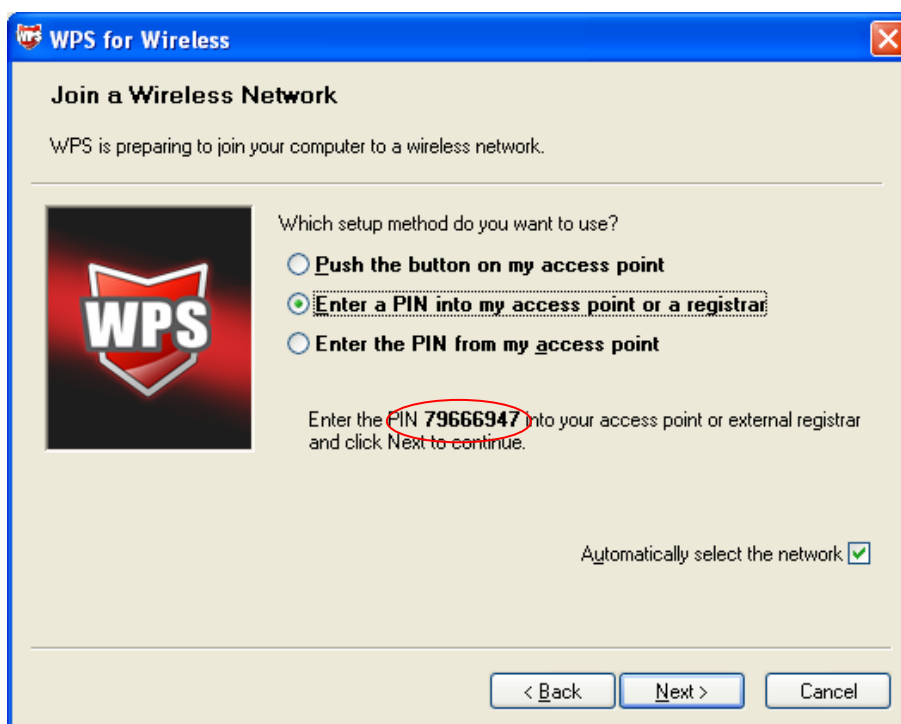 WPS for Wireless
Join a Wireless Network
WPS is preparing to join your computer to a wireless network.
WPS
Which setup method do you want to use?
Push the button on my access point
Enter a PIN into my access point or a registrar
Enter the PIN from my access point
Enter the PIN 79666947 into your access point or external registrar
and click Next to continue.
Automatically select the network
< Back
Next >
Cancel